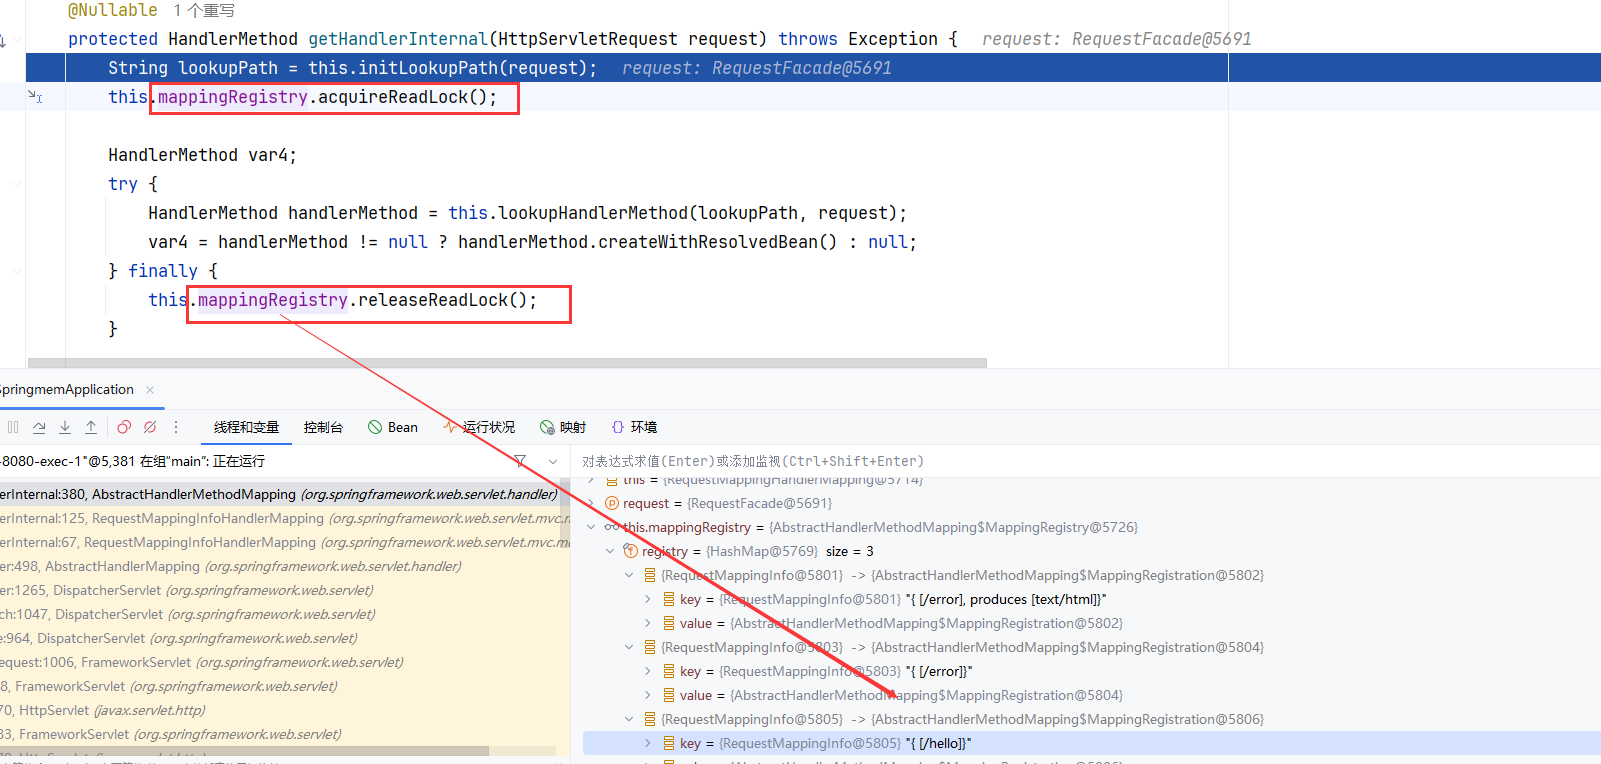 @Nullable 1 个重写
protected HandlerMethod getHandlerInternal(HttpServletRequest request) throws Exception { request: RequestFacade@5691
String lookupPath = this.initLookupPath(request); request: RequestFacade@5691
this.mappingRegistry.acquireReadLock();
HandlerMethod var4;
try {
HandlerMethod handlerMethod = this.lookupHandlerMethod(lookupPath, request);
var4 = handlerMethod != null ? handlerMethod.createWithResolvedBean() : null;
} finally {
this.mappingRegistry.releaseReadLock();
}
SpringmemApplication ×
线程和变量 控制台 Bean 运行状况 映射 环境
-8080-exec-1"@5,381 在组"main": 正在运行
对表达式求值(Enter)或添加监视(Ctrl+Shift+Enter)
erInternal:380, AbstractHandlerMethodMapping (org.springframework.web.servlet.handler)
erInternal:125, RequestMappingInfoHandlerMapping (org.springframework.web.servlet.mvc.m
erInternal:67, RequestMappingInfoHandlerMapping (org.springframework.web.servlet.mvc.me
er:498, AbstractHandlerMapping (org.springframework.web.servlet.handler)
er:1265, DispatcherServlet (org.springframework.web.servlet)
ch:1047, DispatcherServlet (org.springframework.web.servlet)
e:964, DispatcherServlet (org.springframework.web.servlet)
equest:1006, FrameworkServlet (org.springframework.web.servlet)
8, FrameworkServlet (org.springframework.web.servlet)
70, HttpServlet (javax.servlet.http)
33, FrameworkServlet (org.springframework.web.servlet)
this = {RequestMappingHandlerMapping@5714}
request = {RequestFacade@5691}
this.mappingRegistry = {AbstractHandlerMethodMapping$MappingRegistry@5726}
registry = {HashMap@5769} size = 3
{RequestMappingInfo@5801} -> {AbstractHandlerMethodMapping$MappingRegistration@5802}
key = {RequestMappingInfo@5801} "{ [/error], produces [text/html]}"
value = {AbstractHandlerMethodMapping$MappingRegistration@5802}
{RequestMappingInfo@5803} -> {AbstractHandlerMethodMapping$MappingRegistration@5804}
key = {RequestMappingInfo@5803} "{ [/error]}"
value = {AbstractHandlerMethodMapping$MappingRegistration@5804}
{RequestMappingInfo@5805} -> {AbstractHandlerMethodMapping$MappingRegistration@5806}
key = {RequestMappingInfo@5805} "{ [/hello]}"